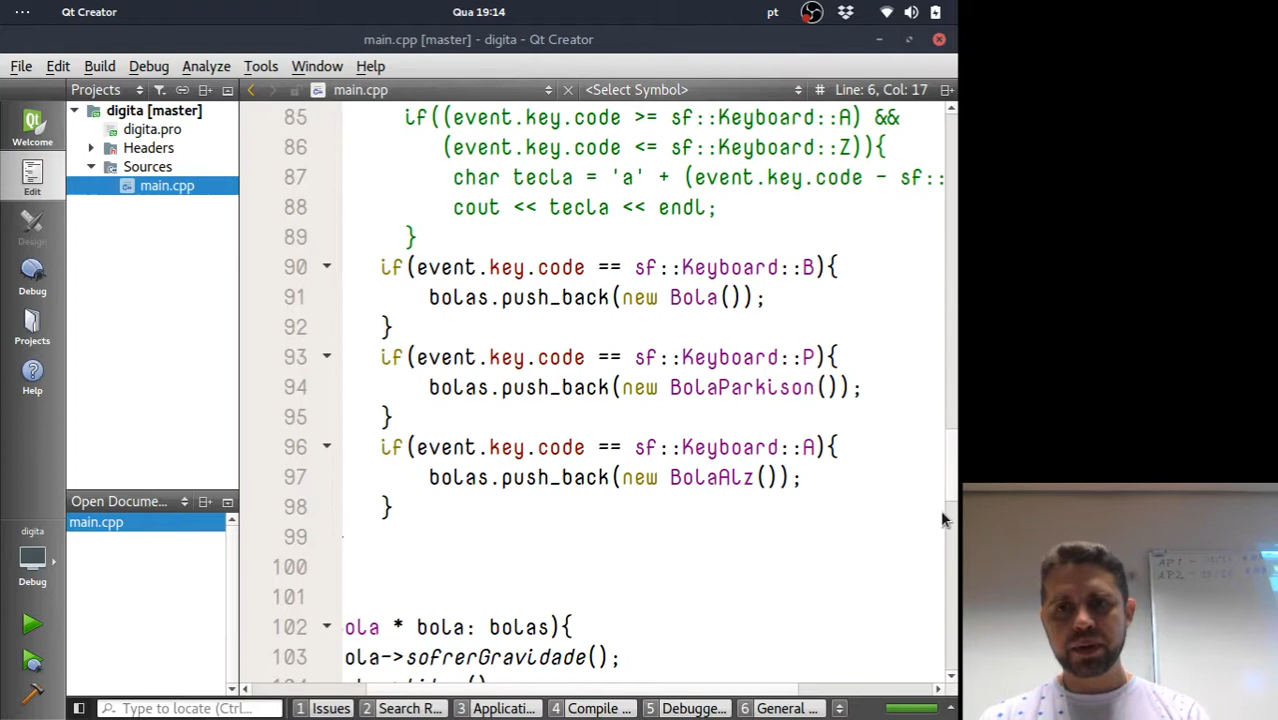 Qt Creator
Qua 19:14
pt
main.cpp [master] - digita - Qt Creator
File Edit Build Debug Analyze Tools Window Help
Projects
main.cpp
<Select Symbol>
Line: 6, Col: 17
Welcome
Edit
Design
Debug
Projects
Help
digita
Debug
digita [master]
digita.pro
Headers
Sources
main.cpp
Open Docume...
main.cpp
85 if((event.key.code >= sf::Keyboard::A) &&
86 (event.key.code <= sf::Keyboard::Z)){
87 char tecla = 'a' + (event.key.code - sf::
88 cout << tecla << endl;
89 }
90 if(event.key.code == sf::Keyboard::B){
91 bolas.push_back(new Bola());
92 }
93 if(event.key.code == sf::Keyboard::P){
94 bolas.push_back(new BolaParkison());
95 }
96 if(event.key.code == sf::Keyboard::A){
97 bolas.push_back(new BolaAlz());
98 }
99
100
101
102 ola * bola: bolas){
103 ola->sofrerGravidade();
Type to locate (Ctrl...
1 Issues
2 Search R...
3 Applicati...
4 Compile ...
5 Debugge...
6 General ...